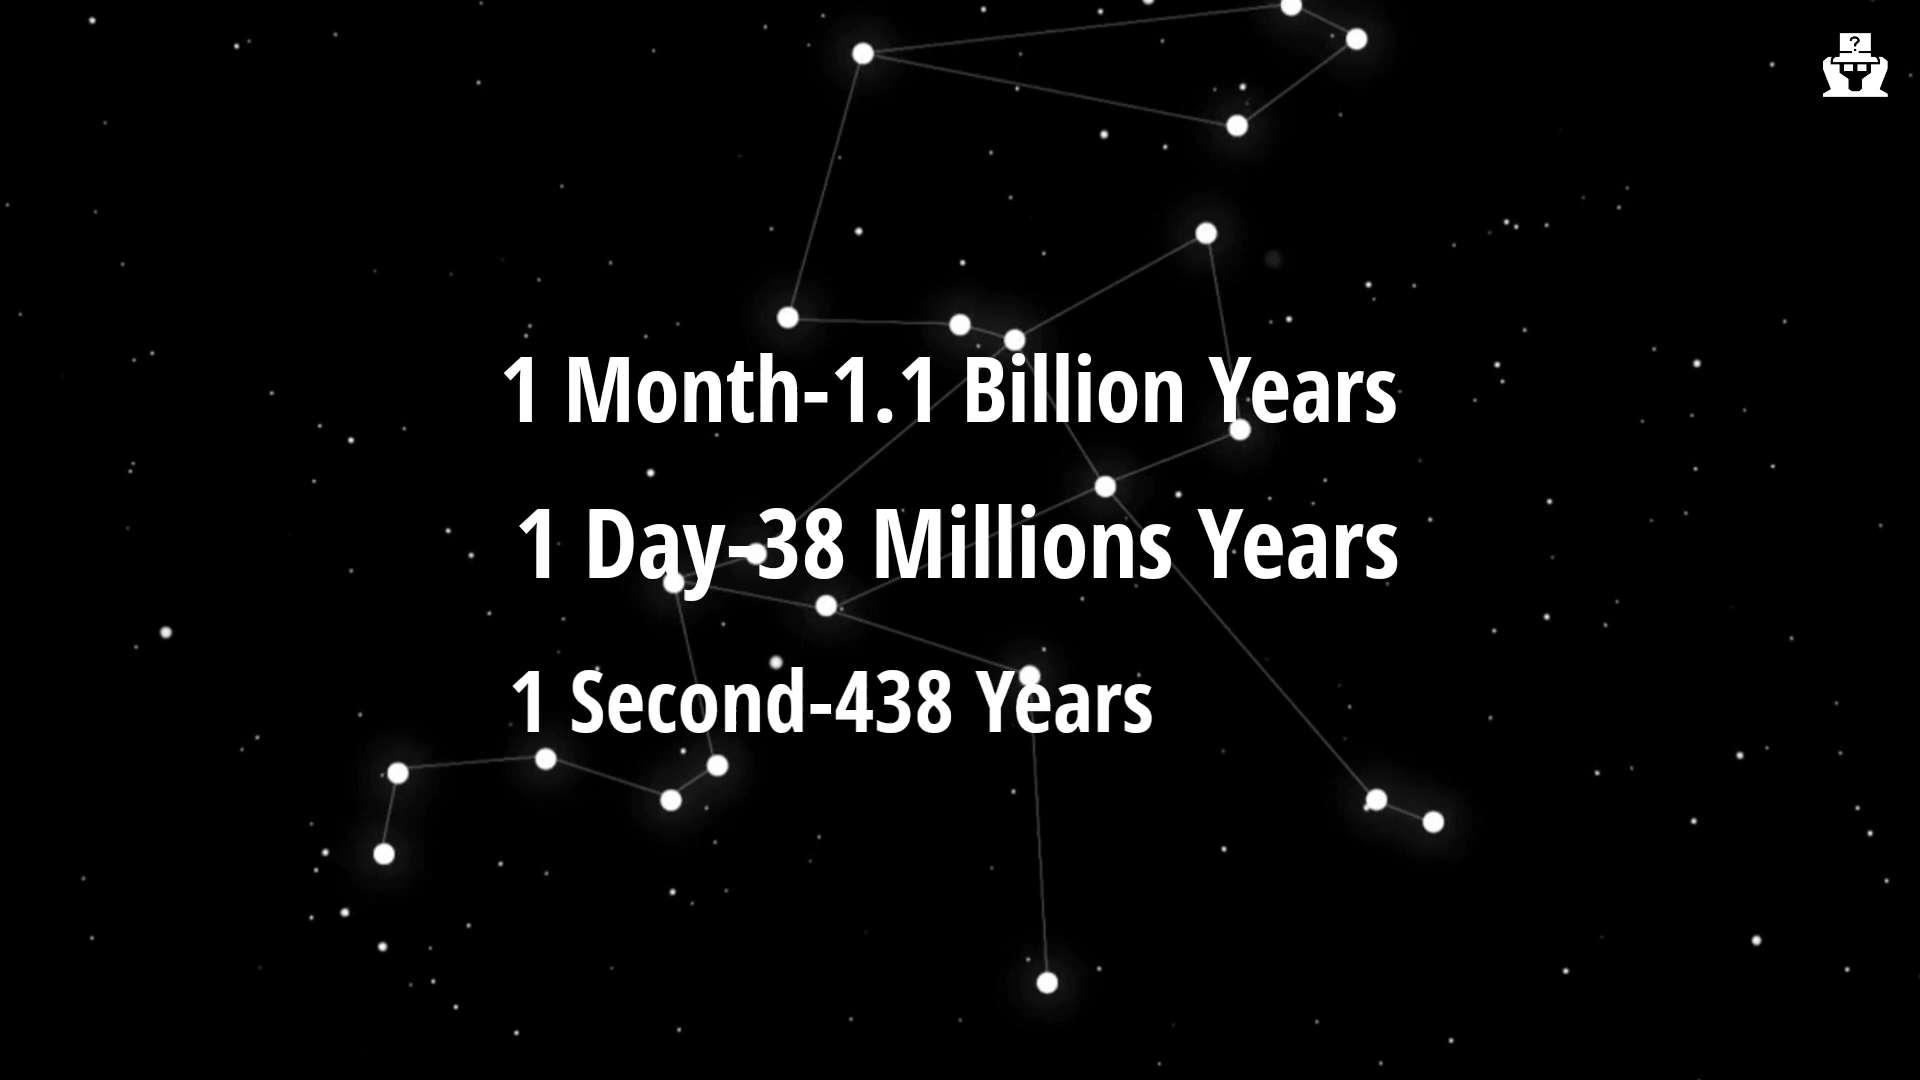 ?
1 Month-1.1 Billion Years
1 Day-38 Millions Years
1 Second-438 Years